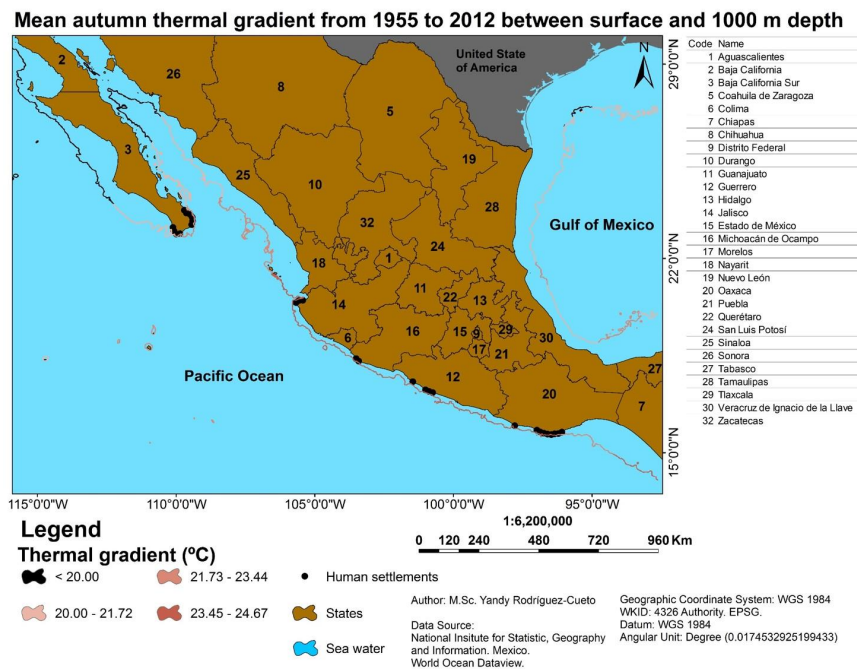 Mean autumn thermal gradient from 1955 to 2012 between surface and 1000 m depth
United State
of America
N
Gulf of Mexico
Pacific Ocean
2
26
8
5
3
25
10
19
28
32
24
18
1
14
11
22
13
6
16
15
9
29
30
17
21
12
20
27
7
29°0'0"N
22°0'0"N
15°0'0"N
115°0'0"W
110°0'0"W
105°0'0"W
100°0'0"W
95°0'0"W
Code Name
1 Aguascalientes
2 Baja California
3 Baja California Sur
5 Coahuila de Zaragoza
6 Colima
7 Chiapas
8 Chihuahua
9 Distrito Federal
10 Durango
11 Guanajuato
12 Guerrero
13 Hidalgo
14 Jalisco
15 Estado de México
16 Michoacán de Ocampo
17 Morelos
18 Nayarit
19 Nuevo León
20 Oaxaca
21 Puebla
22 Querétaro
24 San Luis Potosí
25 Sinaloa
26 Sonora
27 Tabasco
28 Tamaulipas
29 Tlaxcala
30 Veracruz de Ignacio de la Llave
32 Zacatecas
Legend
Thermal gradient (ºC)
< 20.00
20.00 - 21.72
21.73 - 23.44
23.45 - 24.67
Human settlements
States
Sea water
1:6,200,000
0 120 240 480 720 960 Km
Author: M.Sc. Yandy Rodríguez-Cueto
Data Source:
National Insitute for Statistic, Geography
and Information. Mexico.
World Ocean Dataview.
Geographic Coordinate System: WGS 1984
WKID: 4326 Authority. EPSG.
Datum: WGS 1984
Angular Unit: Degree (0.0174532925199433)